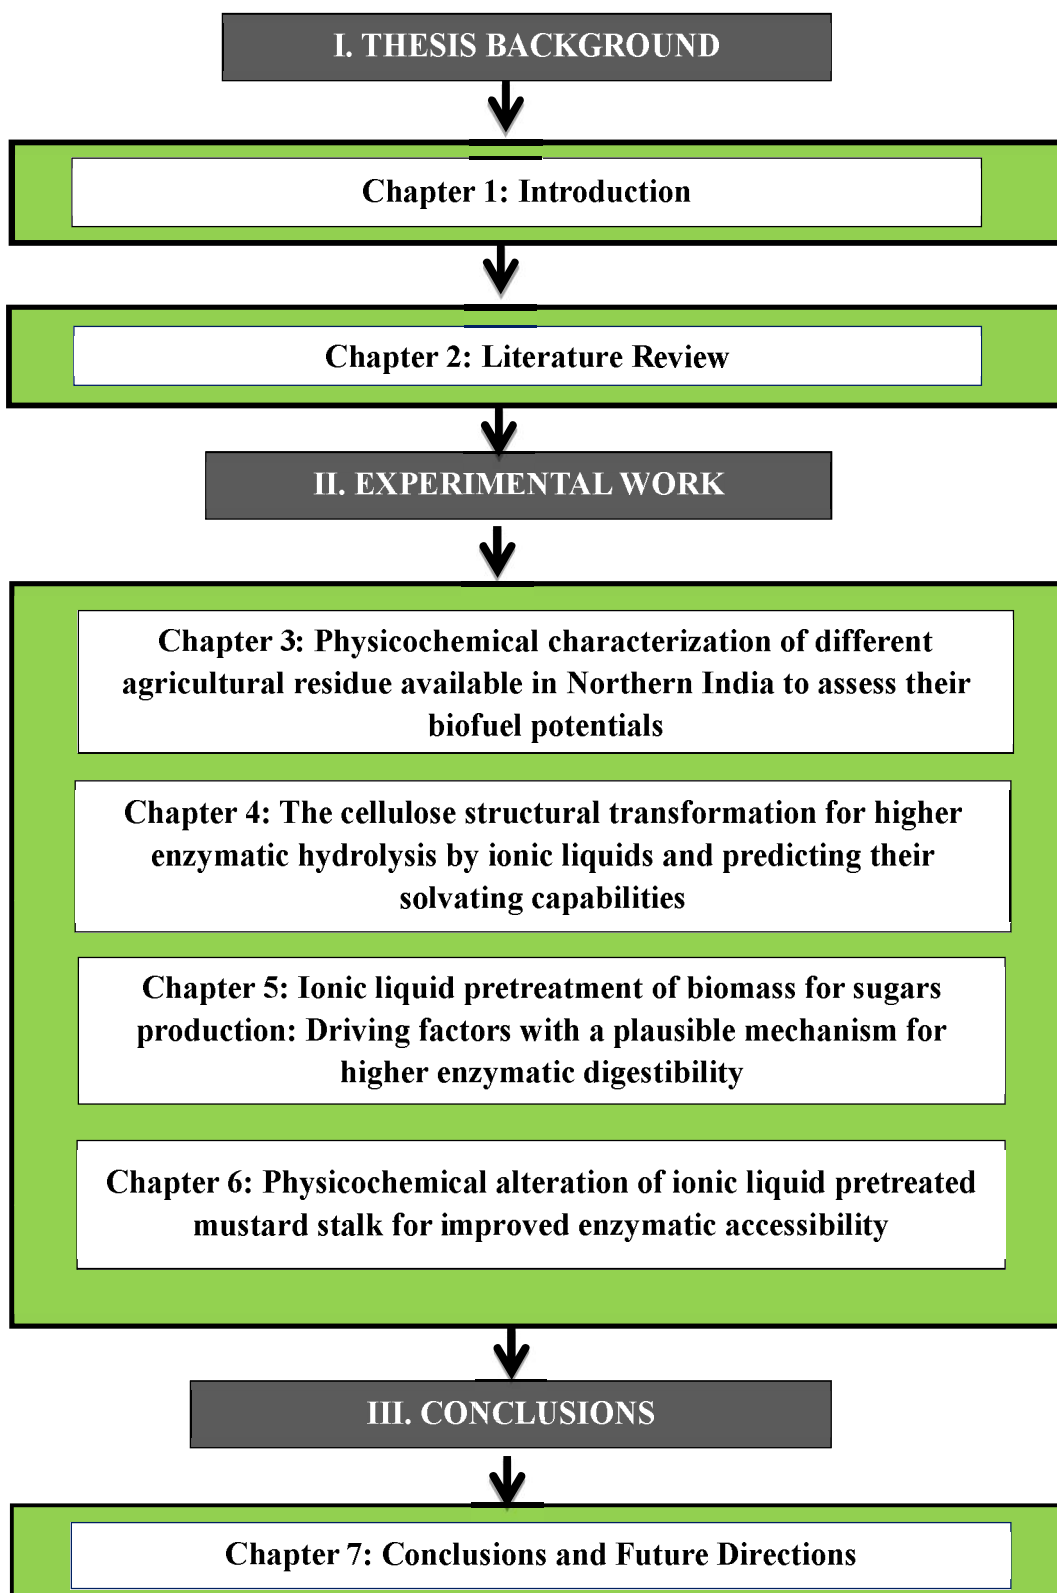 I. THESIS BACKGROUND
Chapter 1: Introduction
Chapter 2: Literature Review
II. EXPERIMENTAL WORK
Chapter 3: Physicochemical characterization of different
agricultural residue available in Northern India to assess their
biofuel potentials
Chapter 4: The cellulose structural transformation for higher
enzymatic hydrolysis by ionic liquids and predicting their
solvating capabilities
Chapter 5: Ionic liquid pretreatment of biomass for sugars
production: Driving factors with a plausible mechanism for
higher enzymatic digestibility
Chapter 6: Physicochemical alteration of ionic liquid pretreated
mustard stalk for improved enzymatic accessibility
III. CONCLUSIONS
Chapter 7: Conclusions and Future Directions